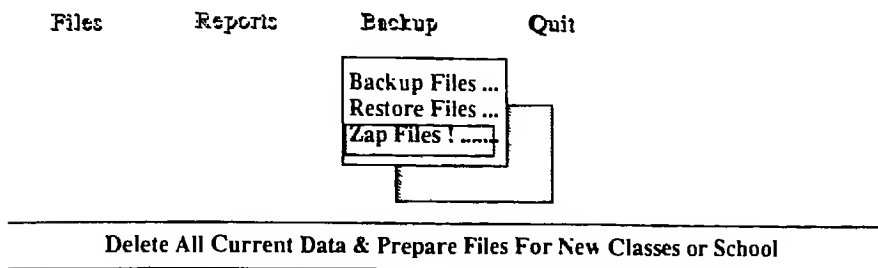 Files Reports Backup Quit
Backup Files ...
Restore Files ...
Zap Files ! ......
Delete All Current Data & Prepare Files For New Classes or School